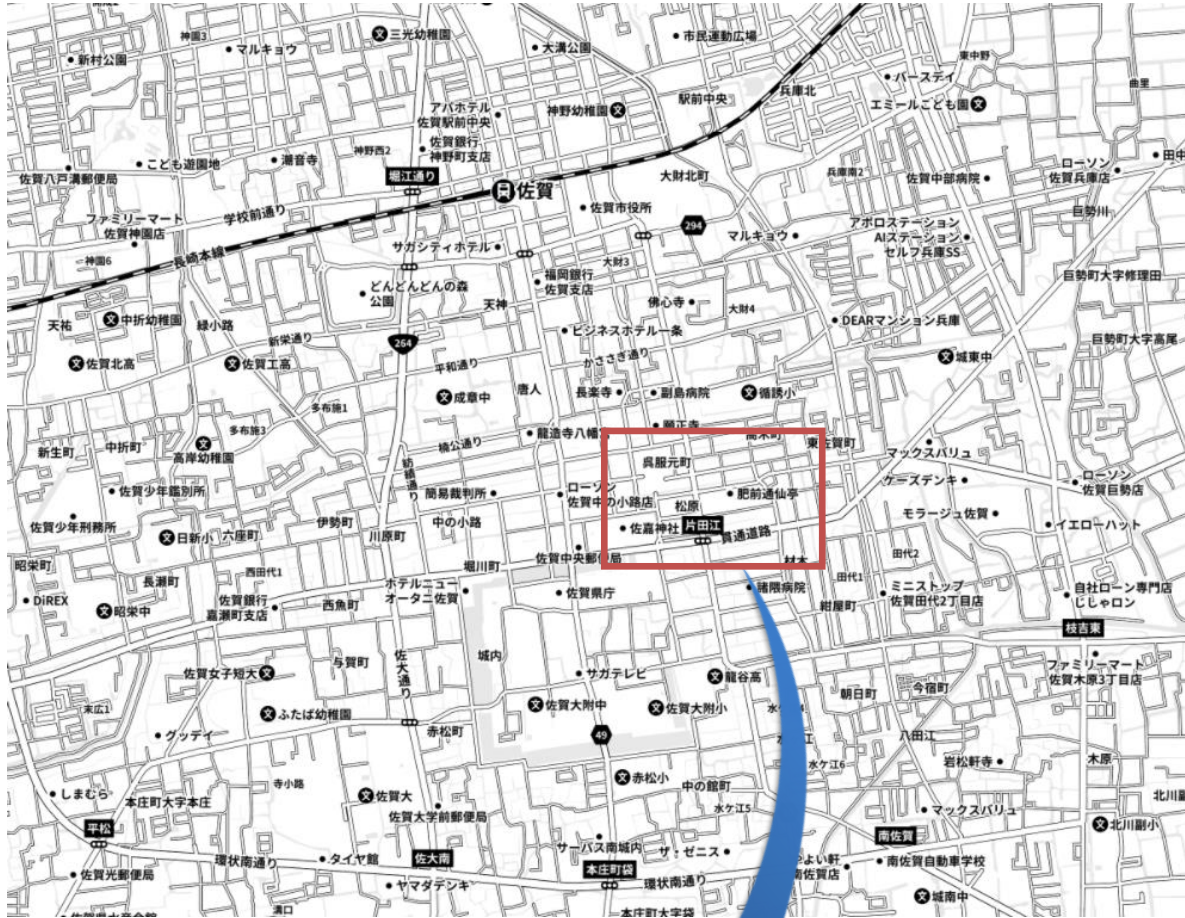 三光幼稚園
神園3
マルキョウ
新村公園
大溝公園
市民運動広場
東中野
バースデイ
曲里
兵庫北
駅前中央
エミールこども園
アパホテル
佐賀駅前中央
神野幼稚園
佐賀銀行
神野町支店
神野西2
潮音寺
こども遊園地
佐賀八戸溝郵便局
堀江通り
佐賀
大財北町
兵庫南2
佐賀中部病院
ローソン
佐賀兵庫店
田中
ファミリーマート
佐賀神園店
学校前通り
佐賀市役所
294
マルキョウ
アポロステーション
AIステーション
セルフ兵庫SS
巨勢川
神園6
長崎本線
サガシティホテル
大財3
福岡銀行
佐賀支店
巨勢町大字修理田
どんどんどんの森
公園
天神
佛心寺
大財4
天祐
中折幼稚園
緑小路
新栄通り
264
ビジネスホテル一条
DEARマンション兵庫
巨勢町大字高尾
佐賀北高
佐賀工高
平和通り
かささぎ通り
城東中
成章中
唐人
長楽寺
副島病院
循誘小
多布施1
多布施3
願正寺
高木町
東佐賀町
新生町
中折町
高岸幼稚園
楠公通り
龍造寺八幡宮
呉服元町
マックスバリュ
佐賀少年鑑別所
紡績通り
簡易裁判所
ローソン
佐賀中の小路店
松原
肥前通仙亭
ケーズデンキ
ローソン
佐賀巨勢店
佐賀少年刑務所
伊勢町
中の小路
佐嘉神社
片田江
貫通道路
モラージュ佐賀
イエローハット
日新小
六座町
川原町
佐賀中央郵便局
材木
田代2
昭栄町
長瀬町
西田代1
堀川町
諸隈病院
田代1
DiREX
昭栄中
佐賀銀行
嘉瀬町支店
西魚町
ホテルニュー
オータニ佐賀
佐賀県庁
紺屋町
ミニストップ
佐賀田代2丁目店
自社ローン専門店
じしゃロン
枝吉東
佐賀女子短大
与賀町
佐大通り
城内
サガテレビ
龍谷高
朝日町
今宿町
ファミリーマート
佐賀木原3丁目店
末広1
ふたば幼稚園
赤松町
佐賀大附中
佐賀大附小
グッデイ
49
八田江
岩松軒寺
木原
水ケ江6
寺小路
赤松小
中の館町
しまむら
本庄町大字本庄
佐賀大
佐賀大学前郵便局
水ケ江5
マックスバリュ
北川副小
平松
環状南通り
タイヤ館
佐大南
サーパス南城内
ザ・ゼニス
南佐賀
南佐賀自動車学校
佐賀光郵便局
ヤマダデンキ
本庄町袋
環状南通り
城南中
溝口
本庄町大字袋